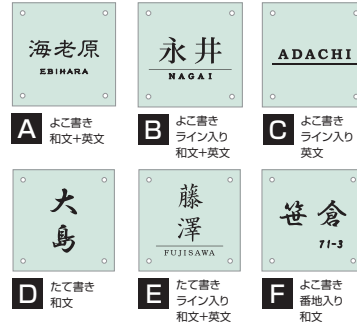 海老原
EBIHARA
永井
NAGAI
ADACHI
A
よこ書き
和文+英文
B
よこ書き
ライン入り
和文+英文
C
よこ書き
ライン入り
英文
大島
藤澤
FUJISAWA
笹倉
11-3
D
たて書き
和文
E
たて書き
ライン入り
和文+英文
F
よこ書き
番地入り
和文